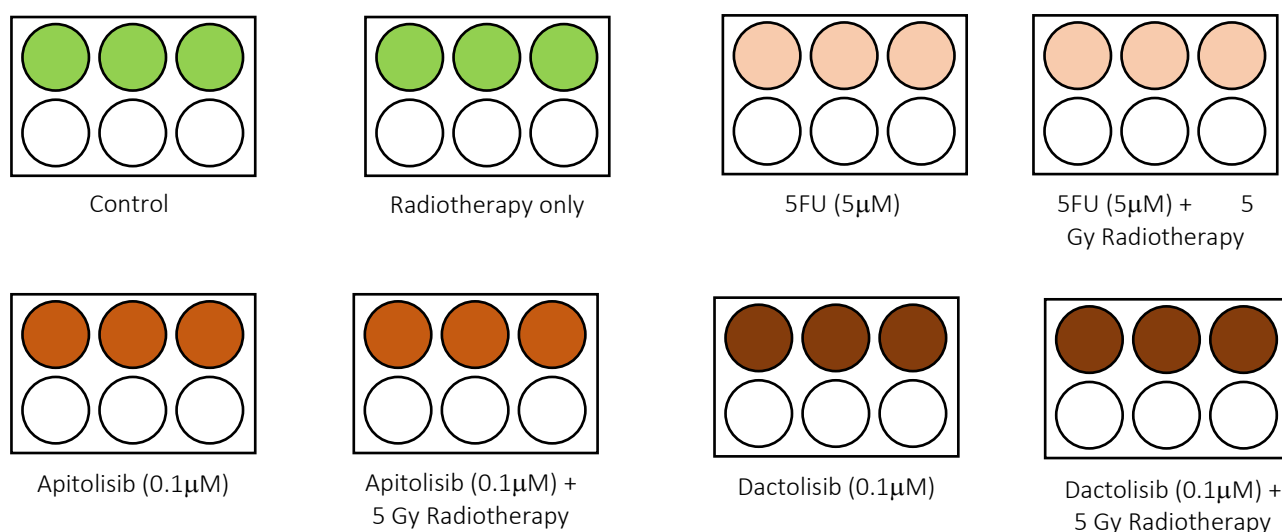 Control
Radiotherapy only
5FU (5μM)
5FU (5μM) + 5
Gy Radiotherapy
Apitolisib (0.1μM)
Apitolisib (0.1μM) +
5 Gy Radiotherapy
Dactolisib (0.1μM)
Dactolisib (0.1μM) +
5 Gy Radiotherapy